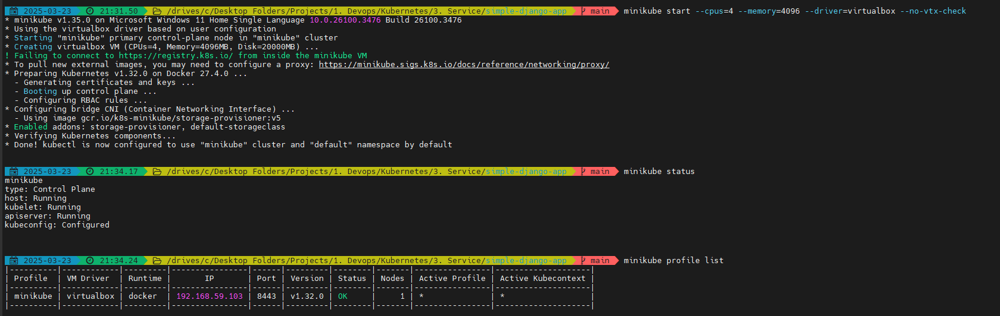 2025-03-23 21:31.50 /drives/c/Desktop Folders/Projects/1. Devops/Kubernetes/3. Service/simple-django-app main minikube start --cpus=4 --memory=4096 --driver=virtualbox --no-vtx-check
* minikube v1.35.0 on Microsoft Windows 11 Home Single Language 10.0.26100.3476 Build 26100.3476
* Using the virtualbox driver based on user configuration
* Starting "minikube" primary control-plane node in "minikube" cluster
* Creating virtualbox VM (CPUs=4, Memory=4096MB, Disk=20000MB) ...
! Failing to connect to https://registry.k8s.io/ from inside the minikube VM
* To pull new external images, you may need to configure a proxy: https://minikube.sigs.k8s.io/docs/reference/networking/proxy/
* Preparing Kubernetes v1.32.0 on Docker 27.4.0 ...
  - Generating certificates and keys ...
  - Booting up control plane ...
  - Configuring RBAC rules ...
* Configuring bridge CNI (Container Networking Interface) ...
  - Using image gcr.io/k8s-minikube/storage-provisioner:v5
* Enabled addons: storage-provisioner, default-storageclass
* Verifying Kubernetes components...
* Done! kubectl is now configured to use "minikube" cluster and "default" namespace by default
2025-03-23 21:34.17 /drives/c/Desktop Folders/Projects/1. Devops/Kubernetes/3. Service/simple-django-app main minikube status
minikube
type: Control Plane
host: Running
kubelet: Running
apiserver: Running
kubeconfig: Configured
2025-03-23 21:34.24 /drives/c/Desktop Folders/Projects/1. Devops/Kubernetes/3. Service/simple-django-app main minikube profile list
|----------|------------|---------|----------------|------|---------|--------|-------|----------------|--------------------|
| Profile | VM Driver | Runtime | IP | Port | Version | Status | Nodes | Active Profile | Active Kubecontext |
|----------|------------|---------|----------------|------|---------|--------|-------|----------------|--------------------|
| minikube | virtualbox | docker | 192.168.59.103 | 8443 | v1.32.0 | OK | 1 | * | * |
|----------|------------|---------|----------------|------|---------|--------|-------|----------------|--------------------|